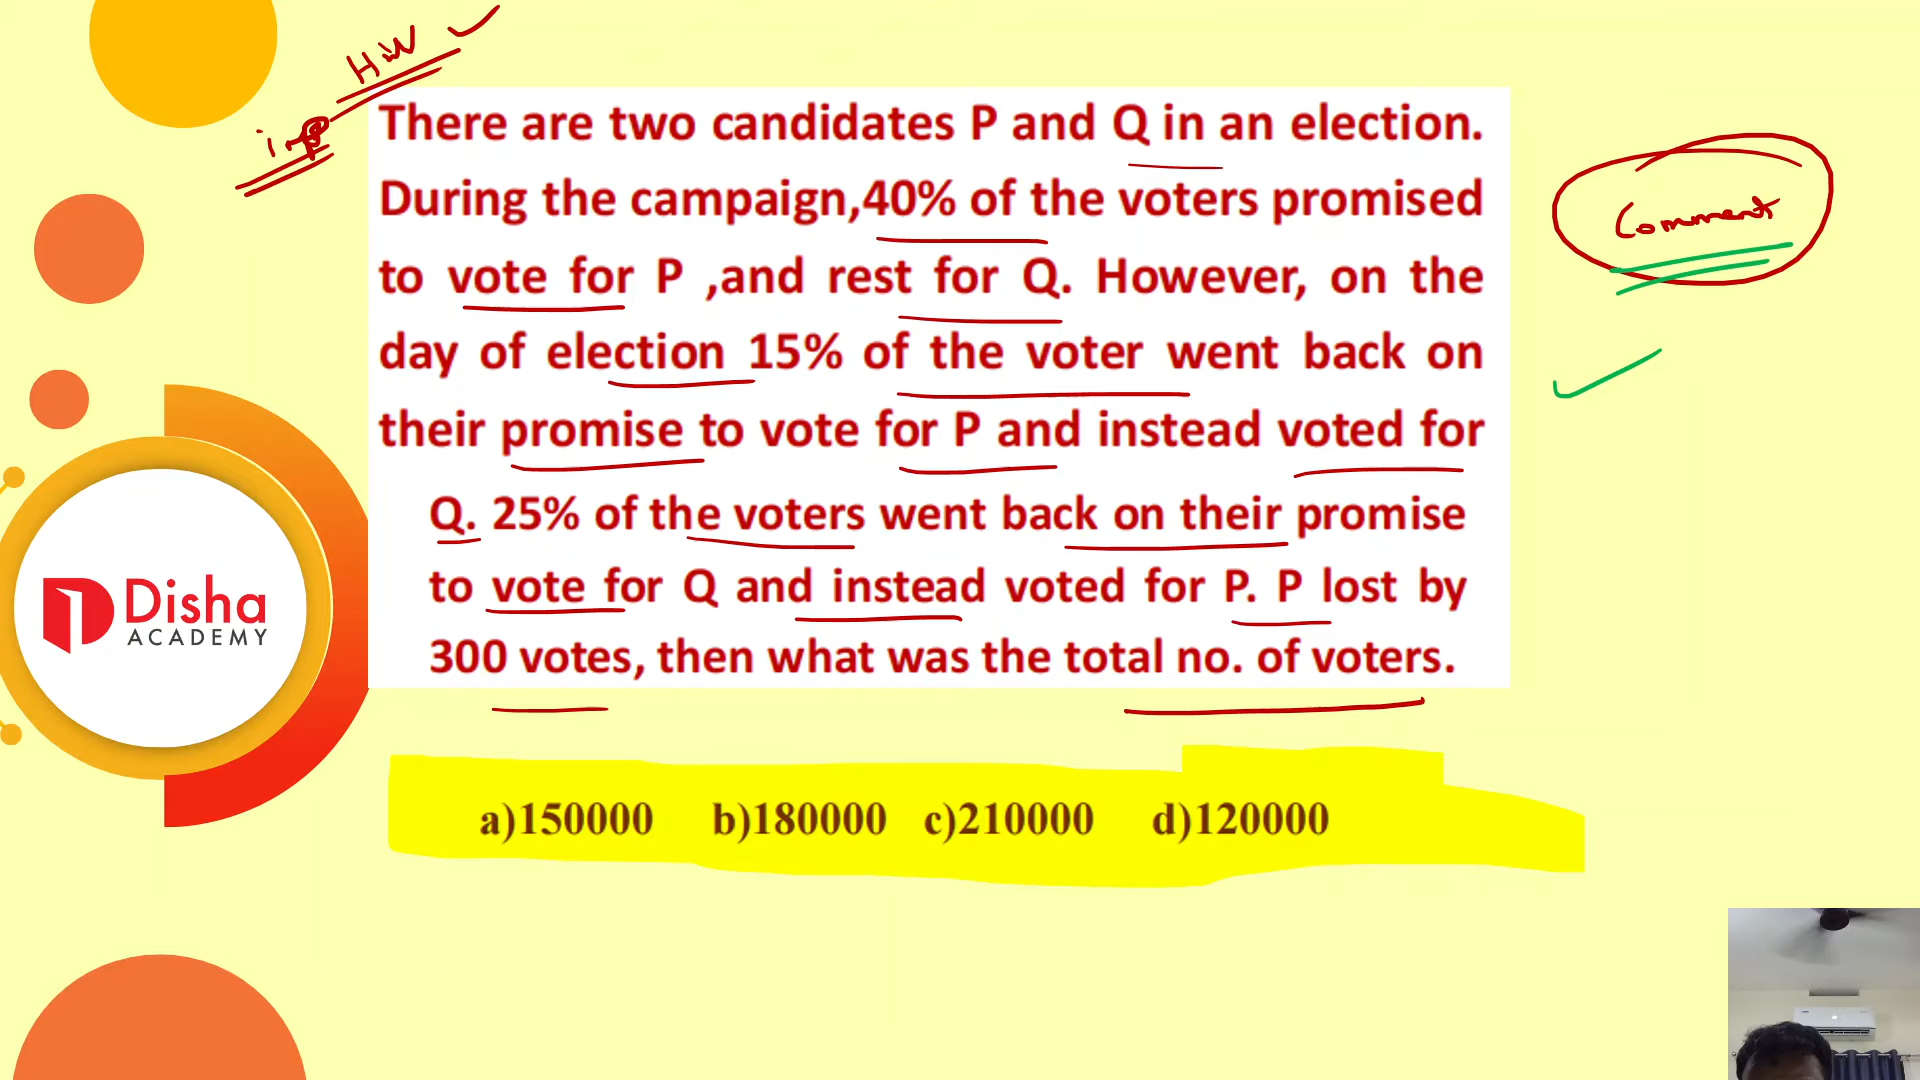 H.W
imp
There are two candidates P and Q in an election.
During the campaign,40% of the voters promised
to vote for P ,and rest for Q. However, on the
day of election 15% of the voter went back on
their promise to vote for P and instead voted for
Q. 25% of the voters went back on their promise
to vote for Q and instead voted for P. P lost by
300 votes, then what was the total no. of voters.
Comment
Disha
ACADEMY
a)150000 b)180000 c)210000 d)120000